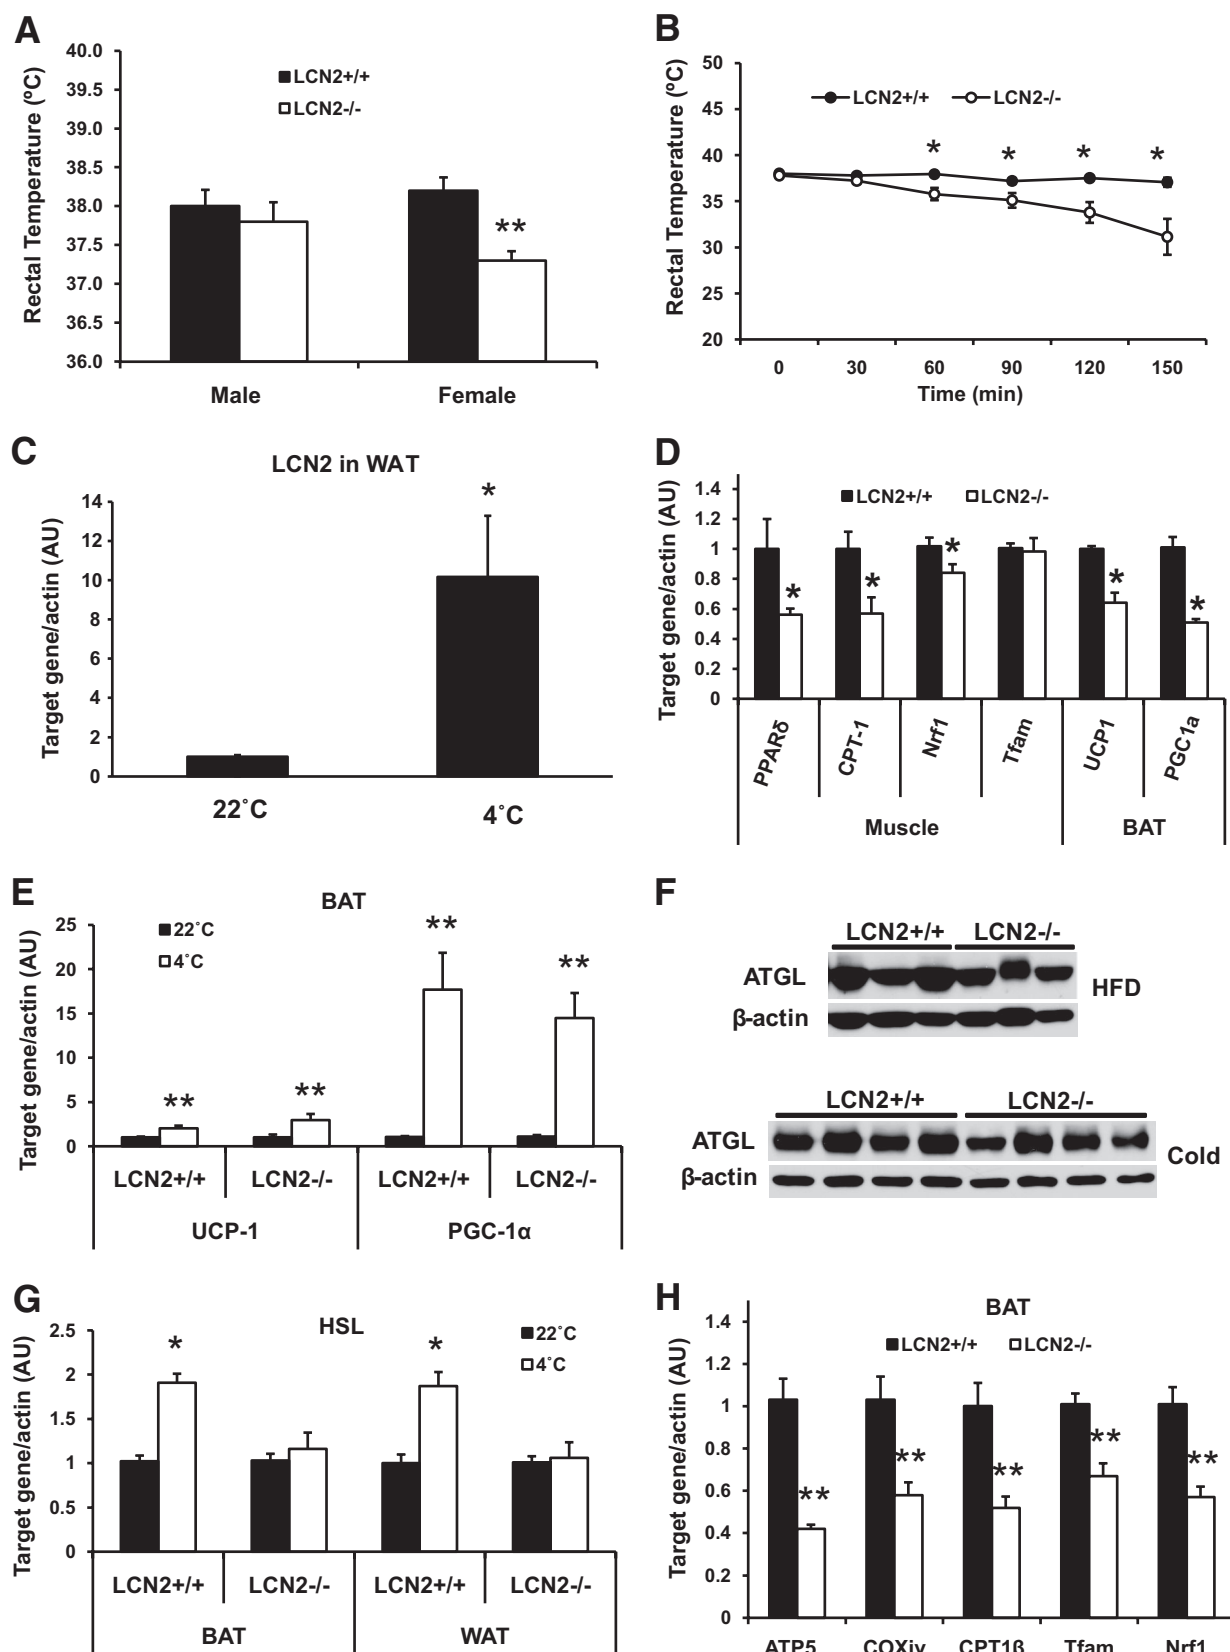 A
Rectal Temperature (ºC)
40.0
39.5
39.0
38.5
38.0
37.5
37.0
36.5
36.0
LCN2+/+
LCN2-/-
**
Male Female
B
Rectal Temperature (ºC)
50
45
40
35
30
25
20
LCN2+/+ LCN2-/-
* * * *
0 30 60 90 120 150
Time (min)
C
LCN2 in WAT
Target gene/actin (AU)
14
12
10
8
6
4
2
0
*
22˚C 4˚C
D
Target gene/actin (AU)
1.4
1.2
1
0.8
0.6
0.4
0.2
0
LCN2+/+ LCN2-/-
* * * * *
PPARδ CPT-1 Nrf1 Tfam UCP1 PGC1a
Muscle BAT
E
BAT
Target gene/actin (AU)
25
20
15
10
5
0
22˚C
4˚C
** ** ** **
LCN2+/+ LCN2-/- LCN2+/+ LCN2-/-
UCP-1 PGC-1α
F
LCN2+/+ LCN2-/-
ATGL
HFD
β-actin
LCN2+/+ LCN2-/-
ATGL
Cold
β-actin
G
HSL
Target gene/actin (AU)
2.5
2
1.5
1
0.5
0
22˚C
4˚C
* *
LCN2+/+ LCN2-/- LCN2+/+ LCN2-/-
BAT WAT
H
BAT
Target gene/actin (AU)
1.4
1.2
1
0.8
0.6
0.4
0.2
0
LCN2+/+ LCN2-/-
** ** ** ** **
ATP5 COXiv CPT1β Tfam Nrf1